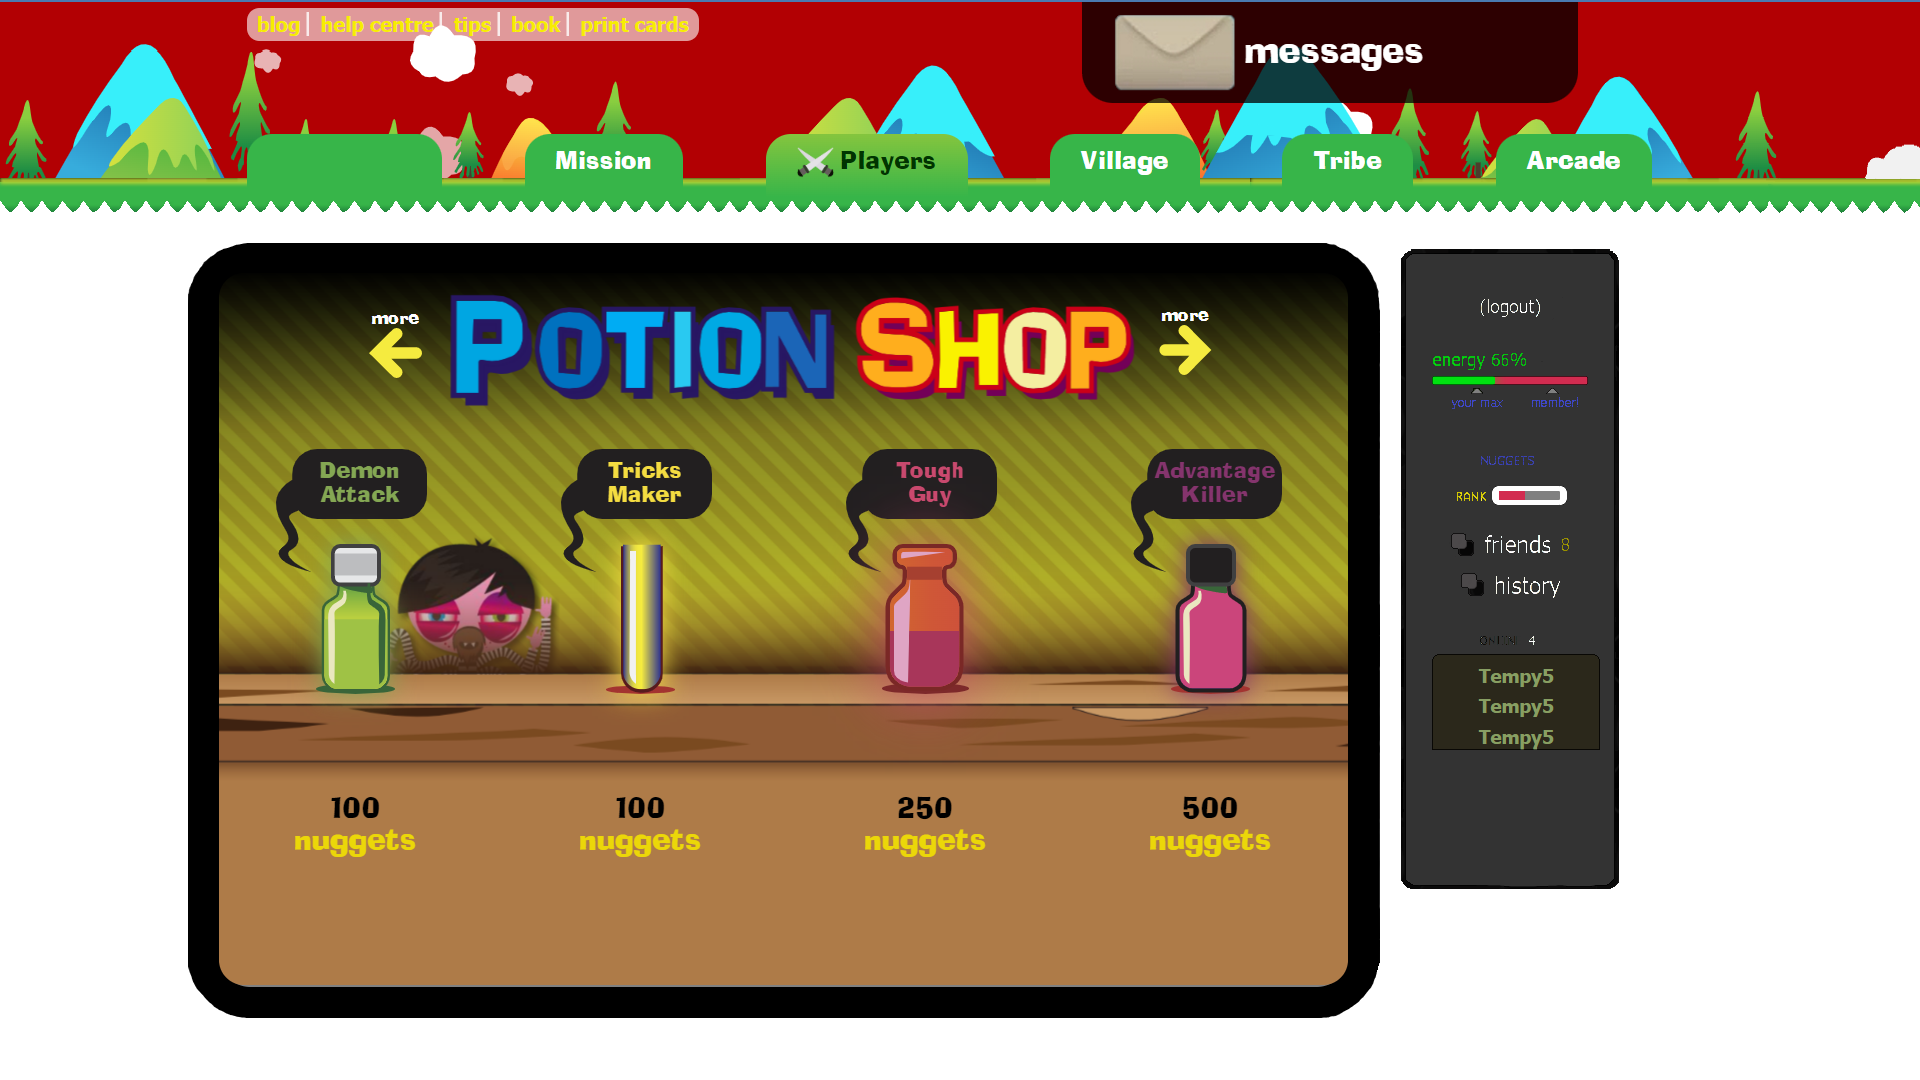 blog | help centre | tips | book | print cards
messages
Mission
Players
Village
Tribe
Arcade
more
POTION SHOP
more
Demon
Attack
Tricks
Maker
Tough
Guy
Advantage
Killer
100
nuggets
100
nuggets
250
nuggets
500
nuggets
(logout)
energy 66%
your max
member!
NUGGETS
RANK
friends 8
history
4
Tempy5
Tempy5
Tempy5